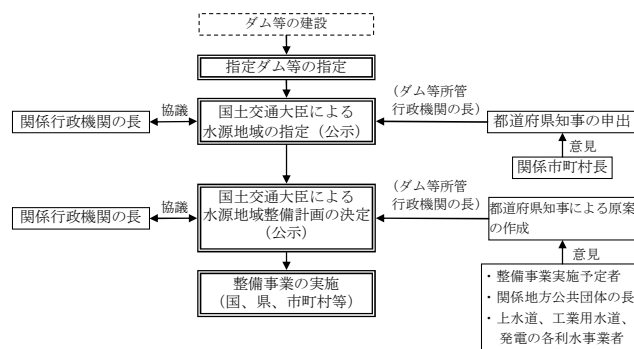 ダム等の建設
指定ダム等の指定
関係行政機関の長
協議
国土交通大臣による
水源地域の指定（公示）
（ダム等所管
行政機関の長）
都道府県知事の申出
意見
関係市町村長
関係行政機関の長
協議
国土交通大臣による
水源地域整備計画の決定
（公示）
（ダム等所管
行政機関の長）
都道府県知事による原案
の作成
意見
整備事業の実施
（国、県、市町村等）
・整備事業実施予定者
・関係地方公共団体の長
・上水道、工業用水道、
発電の各利水事業者